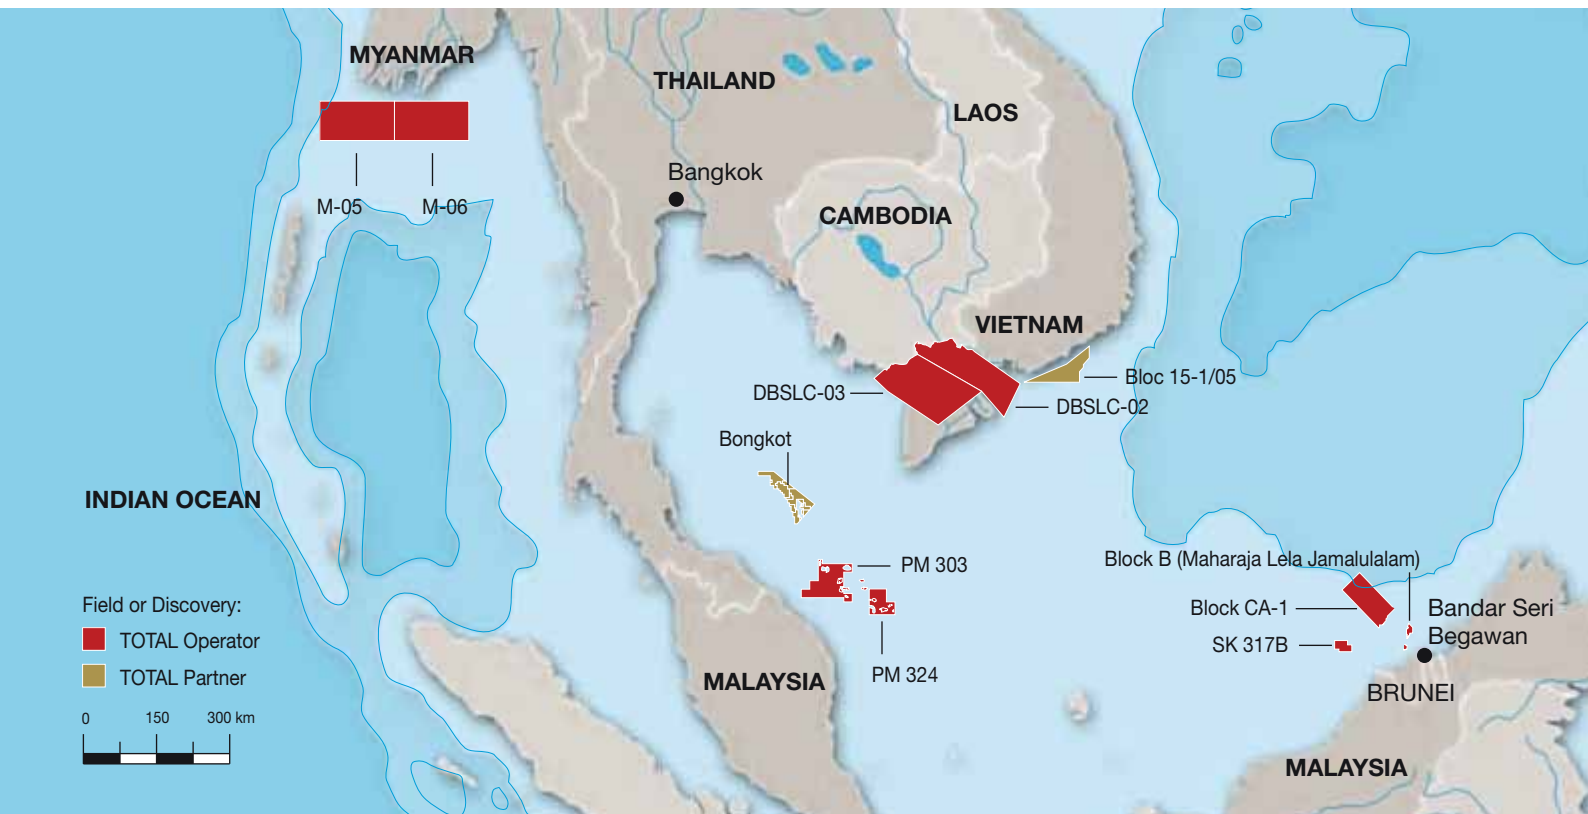 MYANMAR
THAILAND
LAOS
M-05
M-06
Bangkok
CAMBODIA
VIETNAM
Bloc 15-1/05
DBSLC-03
DBSLC-02
Bongkot
INDIAN OCEAN
PM 303
Block B (Maharaja Lela Jamalulalam)
Block CA-1
Bandar Seri
Begawan
SK 317B
PM 324
MALAYSIA
BRUNEI
MALAYSIA
Field or Discovery:
TOTAL Operator
TOTAL Partner
0 150 300 km